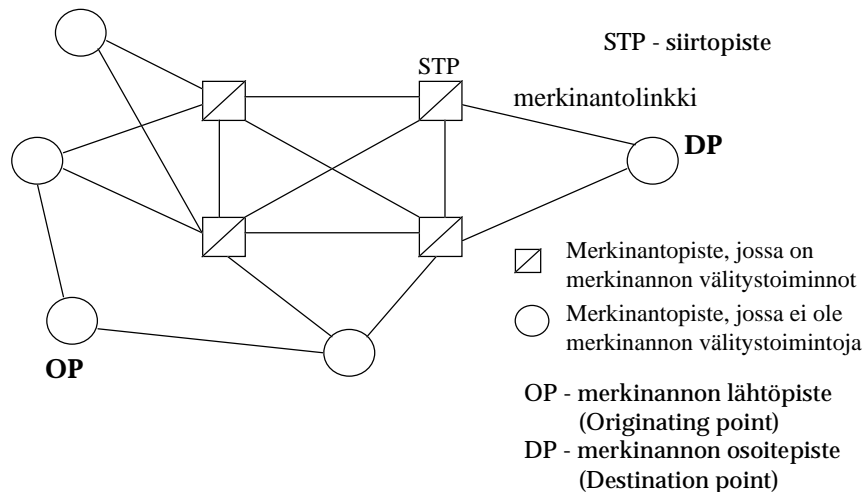 STP - siirtopiste
STP
merkinantolinkki
DP
Merkinantopiste, jossa on
merkinannon välitystoiminnot
Merkinantopiste, jossa ei ole
merkinannon välitystoimintoja
OP
OP - merkinannon lähtöpiste
(Originating point)
DP - merkinannon osoitepiste
(Destination point)